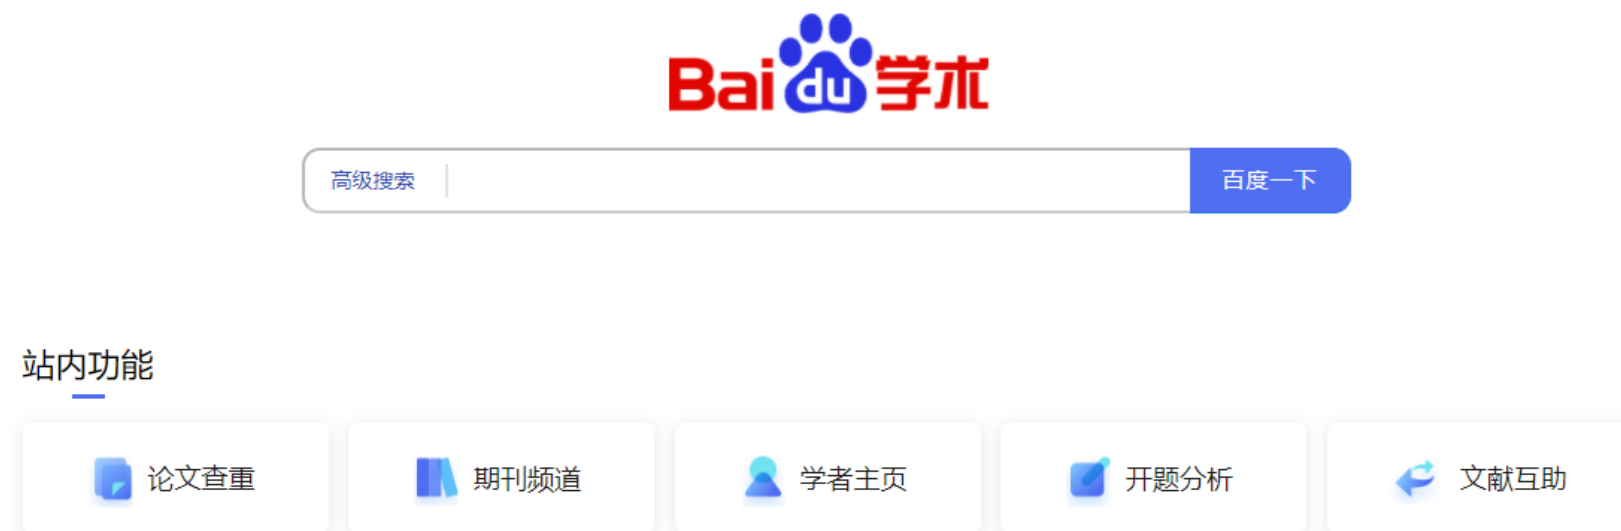 Baidu学术
高级搜索 百度一下
站内功能
论文查重 期刊频道 学者主页 开题分析 文献互助